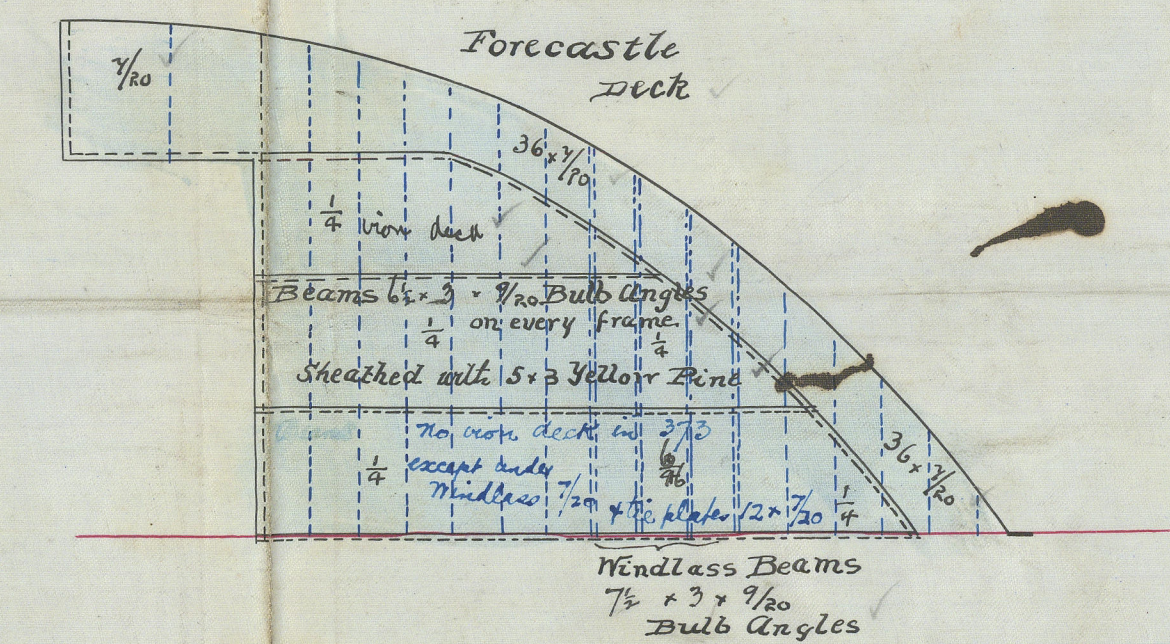 Forecastle
Deck
7/20
36 x 7/20
1/4 iron deck
Beams 6½ x 3 x 9/20 Bulb Angles
1/4 on every frame.
1/4
Sheathed with 5 x 3 Yellow Pine
no iron deck in 373
1/4 except under
Windlass 7/20
& tie plates 12 x 7/20
1/4
36 x 7/20
Windlass Beams
7½ x 3 x 9/20
Bulb Angles